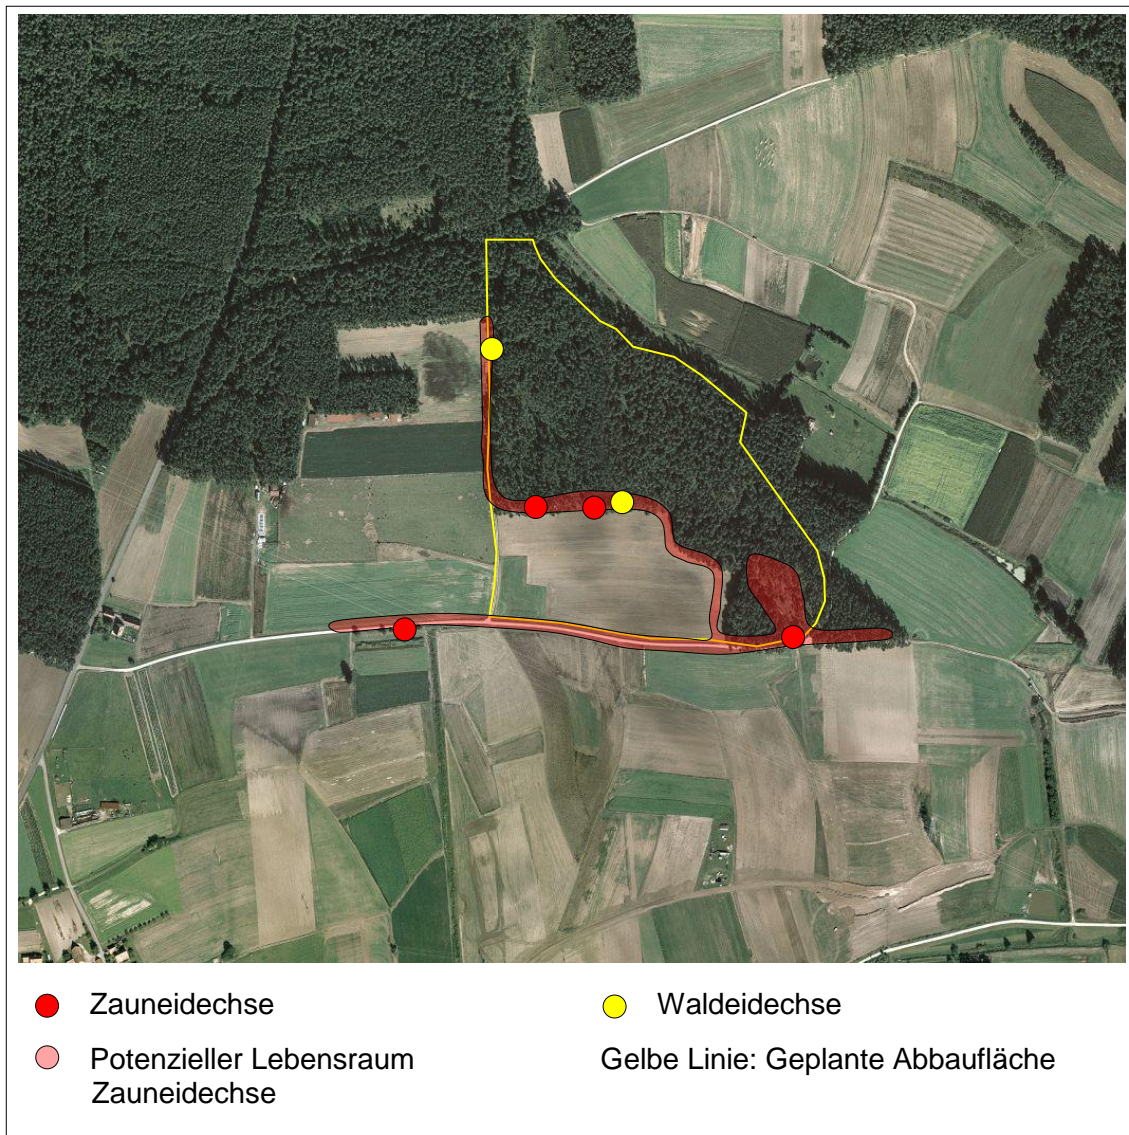 Zauneidechse
Waldeidechse
Potenzieller Lebensraum
Zauneidechse
Gelbe Linie: Geplante Abbaufläche